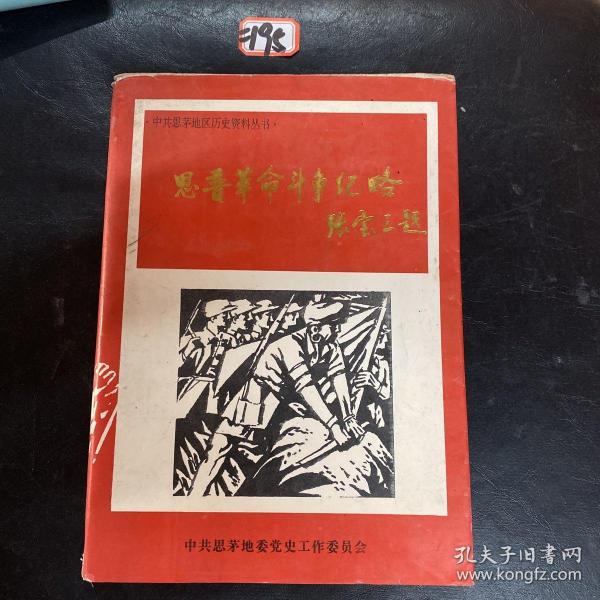 =195
·中共思茅地区历史资料丛书·
思普革命斗争纪略
张云三题
中共思茅地委党史工作委员会
孔夫子旧书网
www.kongfz.com